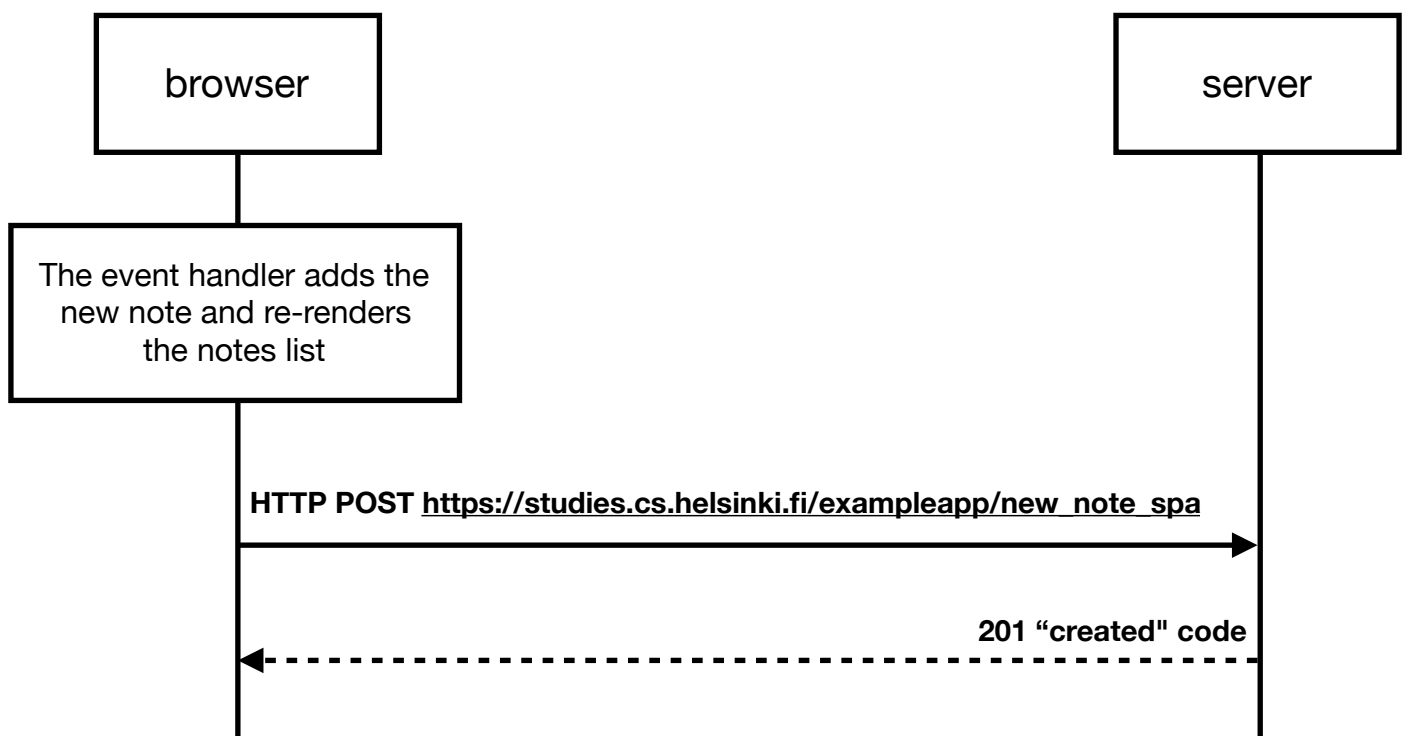 browser
server
The event handler adds the
new note and re-renders
the notes list
HTTP POST https://studies.cs.helsinki.fi/exampleapp/new_note_spa
201 “created" code